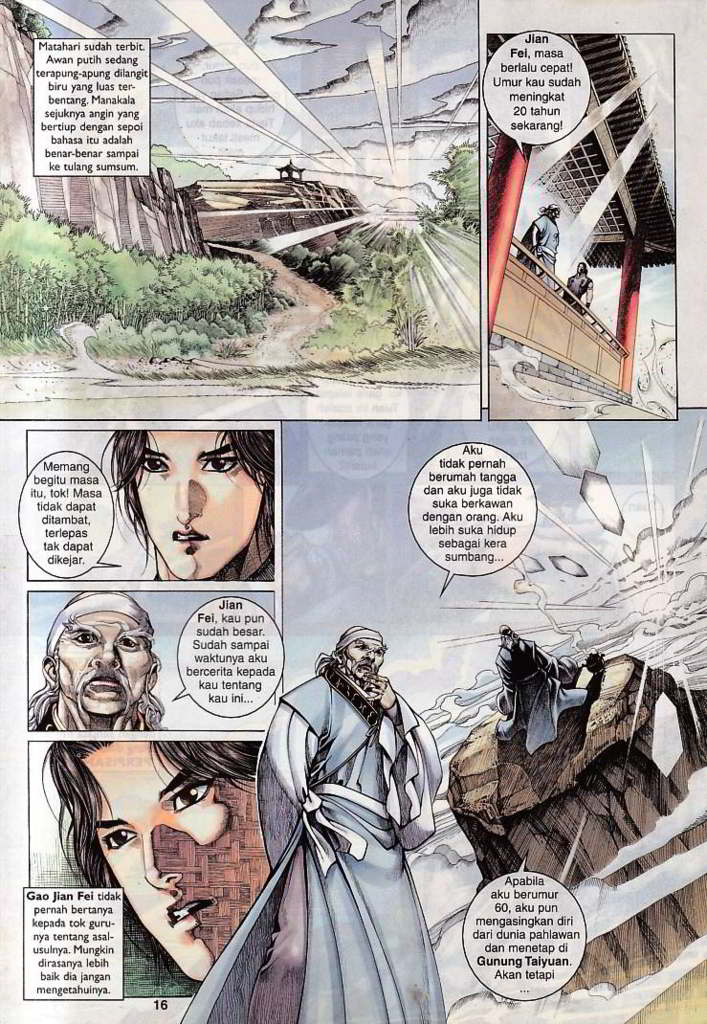 Matahari sudah terbit.
Awan putih sedang
terapung-apung dilangit
biru yang luas ter-
bentang. Manakala
sejuknya angin yang
bertiup dengan sepoi
bahasa itu adalah
benar-benar sampai
ke tulang sumsum.
Jian
Fei, masa
berlalu cepat!
Umur kau sudah
meningkat
20 tahun
sekarang!
Memang
begitu masa
itu, tok! Masa
tidak dapat
ditambat,
terlepas
tak dapat
dikejar.
Jian
Fei, kau pun
sudah besar.
Sudah sampai
waktunya aku
bercerita kepada
kau tentang
kau ini...
Gao Jian Fei tidak
pernah bertanya
kepada tok guru-
nya tentang asal-
usulnya. Mungkin
dirasanya lebih
baik dia jangan
mengetahuinya.
Aku
tidak pernah
berumah tangga
dan aku juga tidak
suka berkawan
dengan orang. Aku
lebih suka hidup
sebagai kera
sumbang...
Apabila
aku berumur
60, aku pun
mengasingkan diri
dari dunia pahlawan
dan menetap di
Gunung Taiyuan.
Akan tetapi
...
16